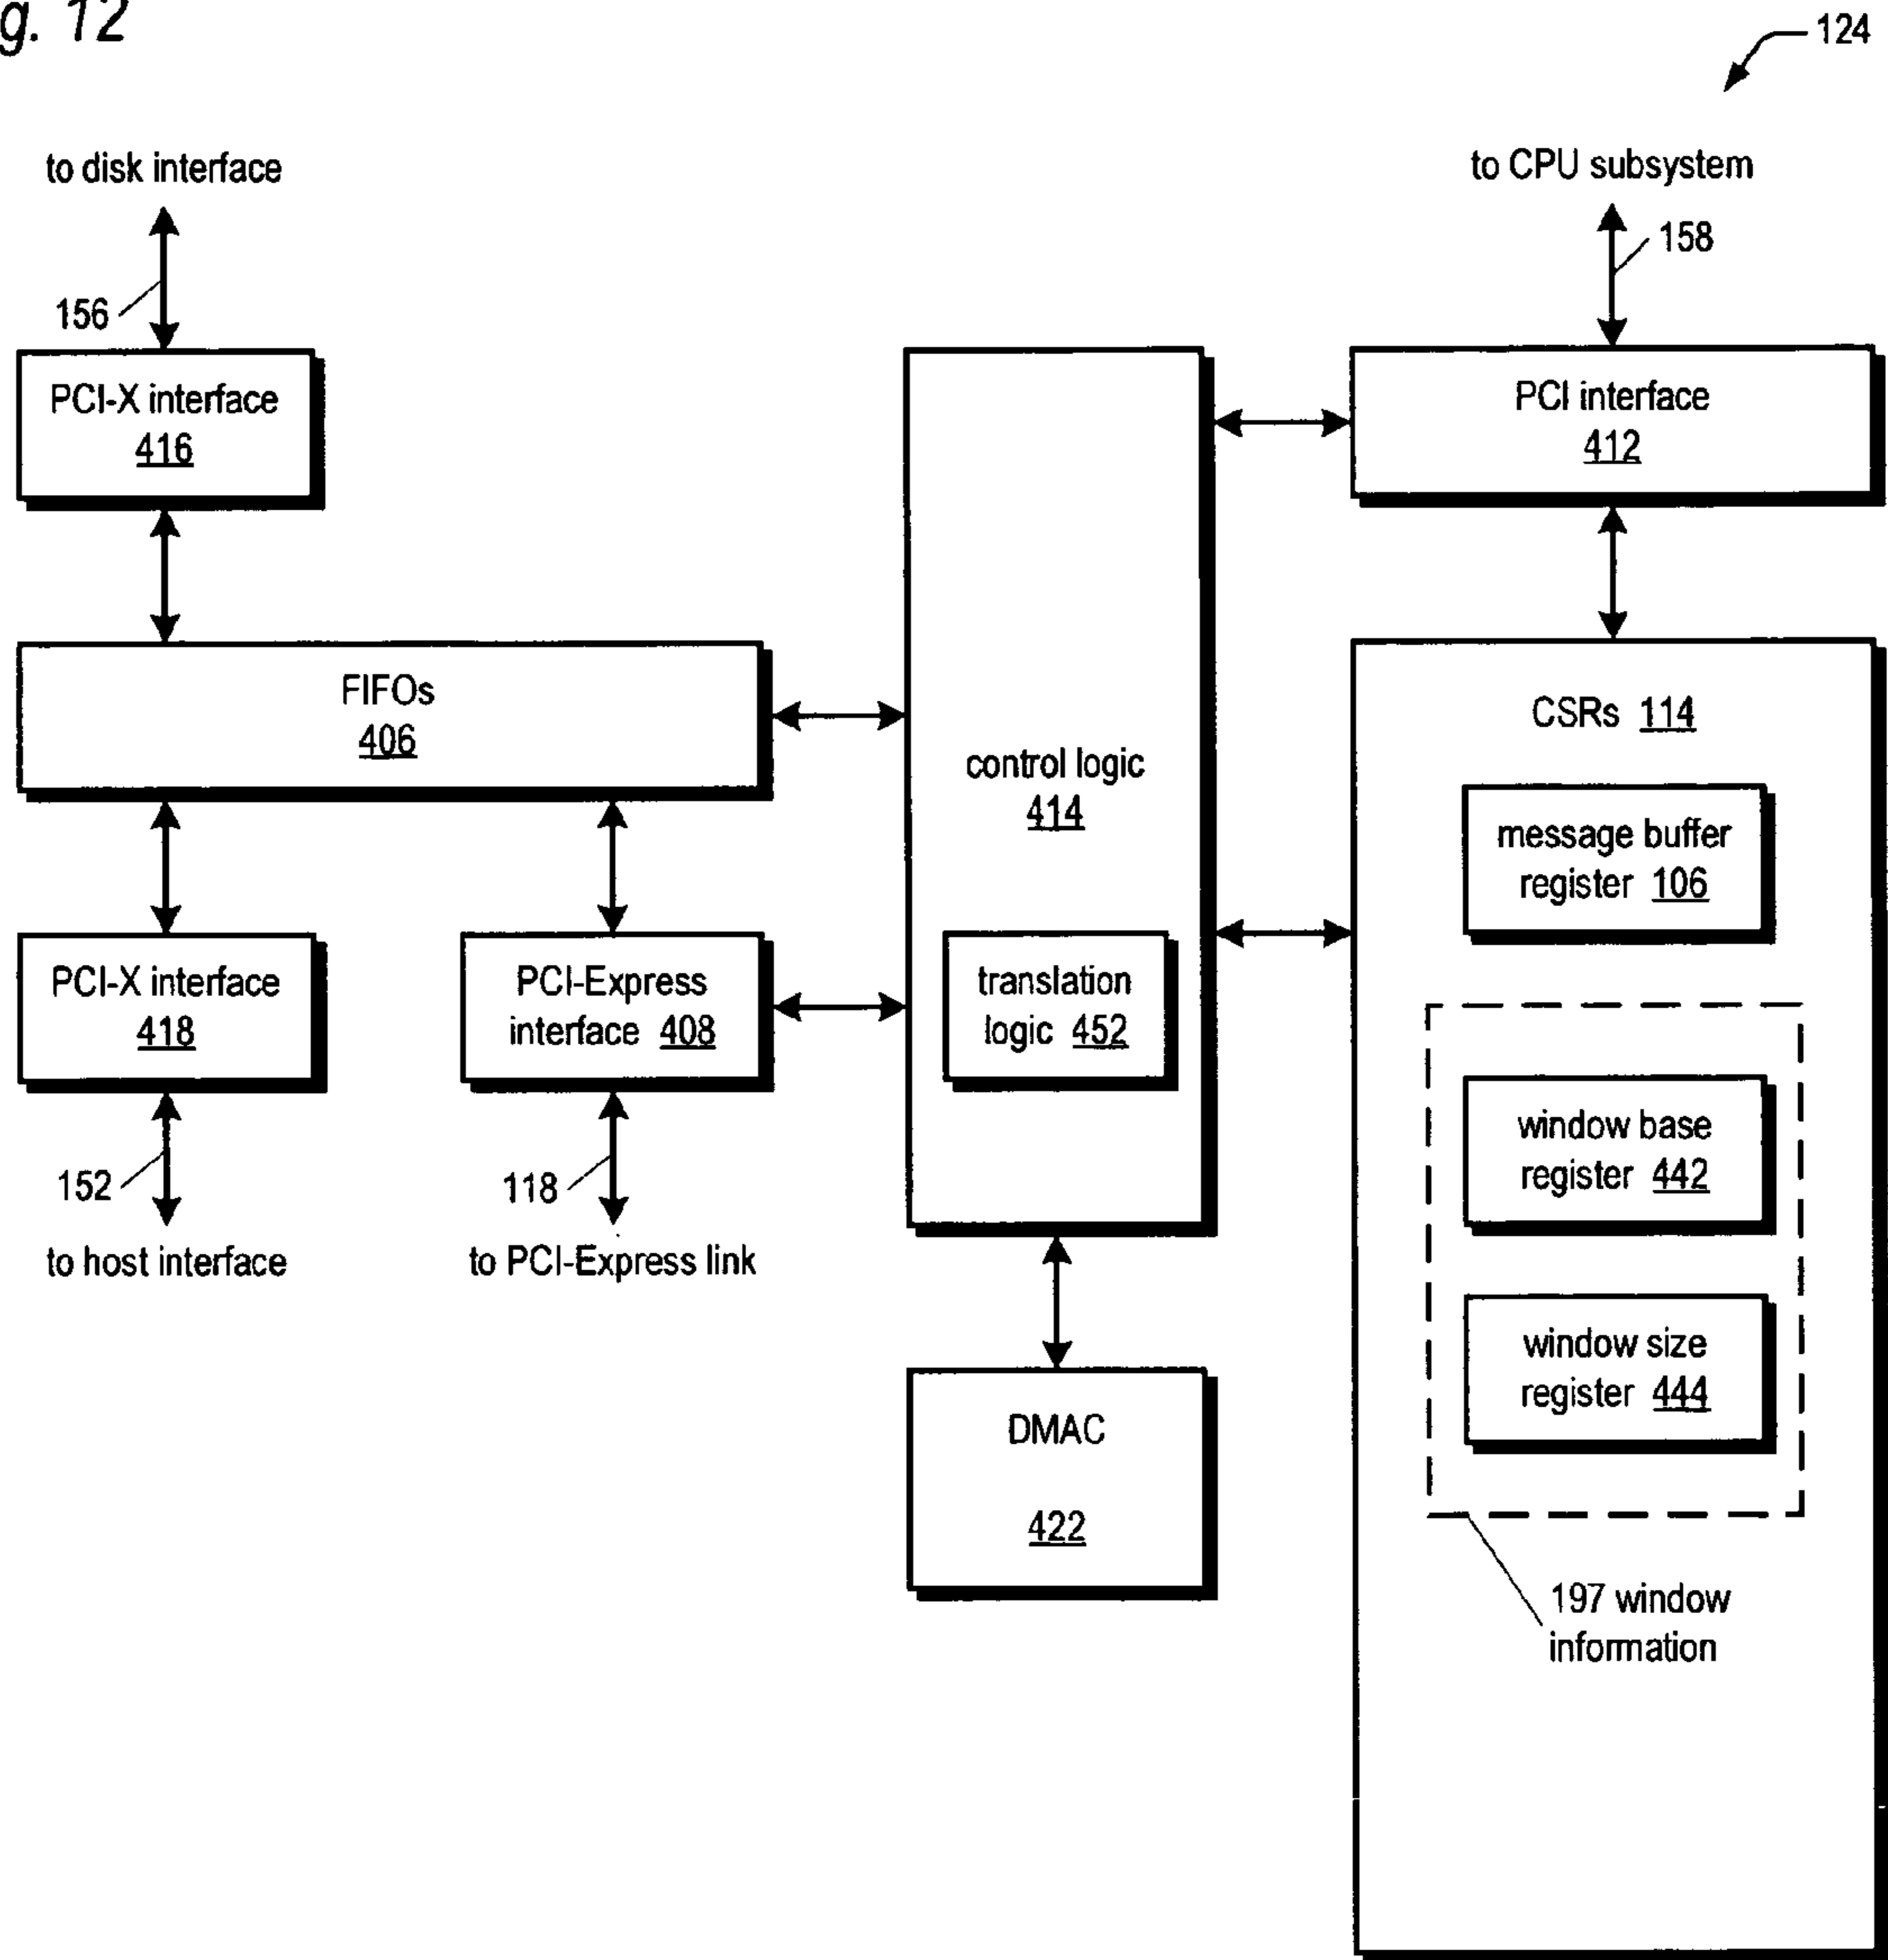 g. 12
124
to disk interface
to CPU subsystem
156
158
PCI-X interface
416
PCI interface
412
FIFOs
406
control logic
414
CSRs 114
message buffer
register 106
PCI-X interface
418
PCI-Express
interface 408
translation
logic 452
window base
register 442
152
118
to host interface
to PCI-Express link
window size
register 444
DMAC
422
197 window
information